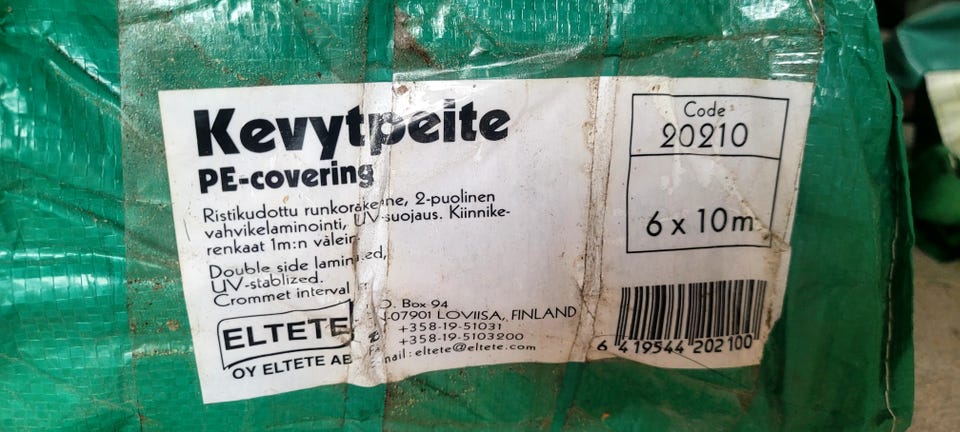 Kevytpeite
PE-covering
Ristikudottu runkorakenne, 2-puolinen
vahvikelaminointi, UV-suojaus. Kiinnike-
renkaat 1m:n välein
Double side laminated,
UV-stablized.
Crommet interval
ELTETE
OY ELTETE AB
P.O. Box 94
-07901 LOVIISA, FINLAND
+358-19-51031
+358-19-5103200
email: eltete@eltete.com
Code
20210
6 x 10m
6 419544 202100